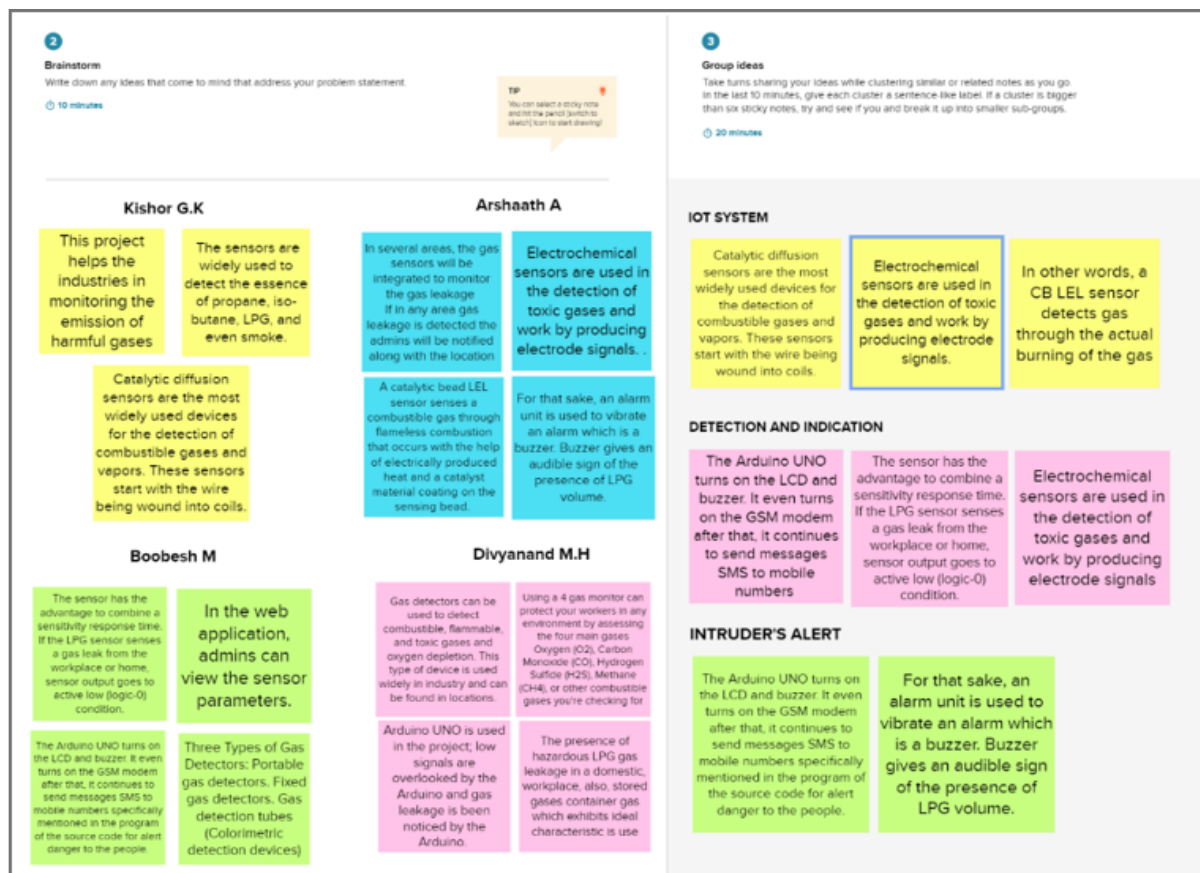 2
Brainstorm
Write down any ideas that come to mind that address your problem statement.
10 minutes
TIP
You can select a sticky note
and hit the pencil [switch to
sketch] icon to start drawing!
Kishor G.K
This project
helps the
industries in
monitoring the
emission of
harmful gases
The sensors are
widely used to
detect the essence
of propane, iso-
butane, LPG, and
even smoke.
Catalytic diffusion
sensors are the most
widely used devices
for the detection of
combustible gases and
vapors. These sensors
start with the wire
being wound into coils.
Arshaath A
In several areas, the gas
sensors will be
integrated to monitor
the gas leakage
If in any area gas
leakage is detected the
admins will be notified
along with the location
Electrochemical
sensors are used in
the detection of
toxic gases and
work by producing
electrode signals. .
A catalytic bead LEL
sensor senses a
combustible gas through
flameless combustion
that occurs with the help
of electrically produced
heat and a catalyst
material coating on the
sensing bead.
For that sake, an alarm
unit is used to vibrate
an alarm which is a
buzzer. Buzzer gives an
audible sign of the
presence of LPG
volume.
Boobesh M
The sensor has the
advantage to combine a
sensitivity response time.
If the LPG sensor senses
a gas leak from the
workplace or home,
sensor output goes to
active low (logic-0)
condition.
In the web
application,
admins can
view the sensor
parameters.
The Arduino UNO turns on
the LCD and buzzer. It even
turns on the GSM modem
after that, it continues to
send messages SMS to
mobile numbers specifically
mentioned in the program
of the source code for alert
danger to the people.
Three Types of Gas
Detectors: Portable
gas detectors. Fixed
gas detectors. Gas
detection tubes
(Colorimetric
detection devices)
Divyanand M.H
Gas detectors can be
used to detect
combustible, flammable,
and toxic gases and
oxygen depletion. This
type of device is used
widely in industry and can
be found in locations.
Using a 4 gas monitor can
protect your workers in any
environment by assessing
the four main gases
Oxygen (O2), Carbon
Monoxide (CO), Hydrogen
Sulfide (H2S), Methane
(CH4), or other combustible
gases you're checking for
Arduino UNO is used
in the project; low
signals are
overlooked by the
Arduino and gas
leakage is been
noticed by the
Arduino.
The presence of
hazardous LPG gas
leakage in a domestic,
workplace, also, stored
gases container gas
which exhibits ideal
characteristic is use
3
Group ideas
Take turns sharing your ideas while clustering similar or related notes as you go.
In the last 10 minutes, give each cluster a sentence-like label. If a cluster is bigger
than six sticky notes, try and see if you and break it up into smaller sub-groups.
20 minutes
IOT SYSTEM
Catalytic diffusion
sensors are the most
widely used devices for
the detection of
combustible gases and
vapors. These sensors
start with the wire being
wound into coils.
Electrochemical
sensors are used in
the detection of toxic
gases and work by
producing electrode
signals.
In other words, a
CB LEL sensor
detects gas
through the actual
burning of the gas
DETECTION AND INDICATION
The Arduino UNO
turns on the LCD and
buzzer. It even turns
on the GSM modem
after that, it continues
to send messages
SMS to mobile
numbers
The sensor has the
advantage to combine a
sensitivity response time.
If the LPG sensor senses
a gas leak from the
workplace or home,
sensor output goes to
active low (logic-0)
condition.
Electrochemical
sensors are used in
the detection of
toxic gases and
work by producing
electrode signals
INTRUDER'S ALERT
The Arduino UNO turns on
the LCD and buzzer. It even
turns on the GSM modem
after that, it continues to
send messages SMS to
mobile numbers specifically
mentioned in the program of
the source code for alert
danger to the people.
For that sake, an
alarm unit is used to
vibrate an alarm which
is a buzzer. Buzzer
gives an audible sign
of the presence of
LPG volume.